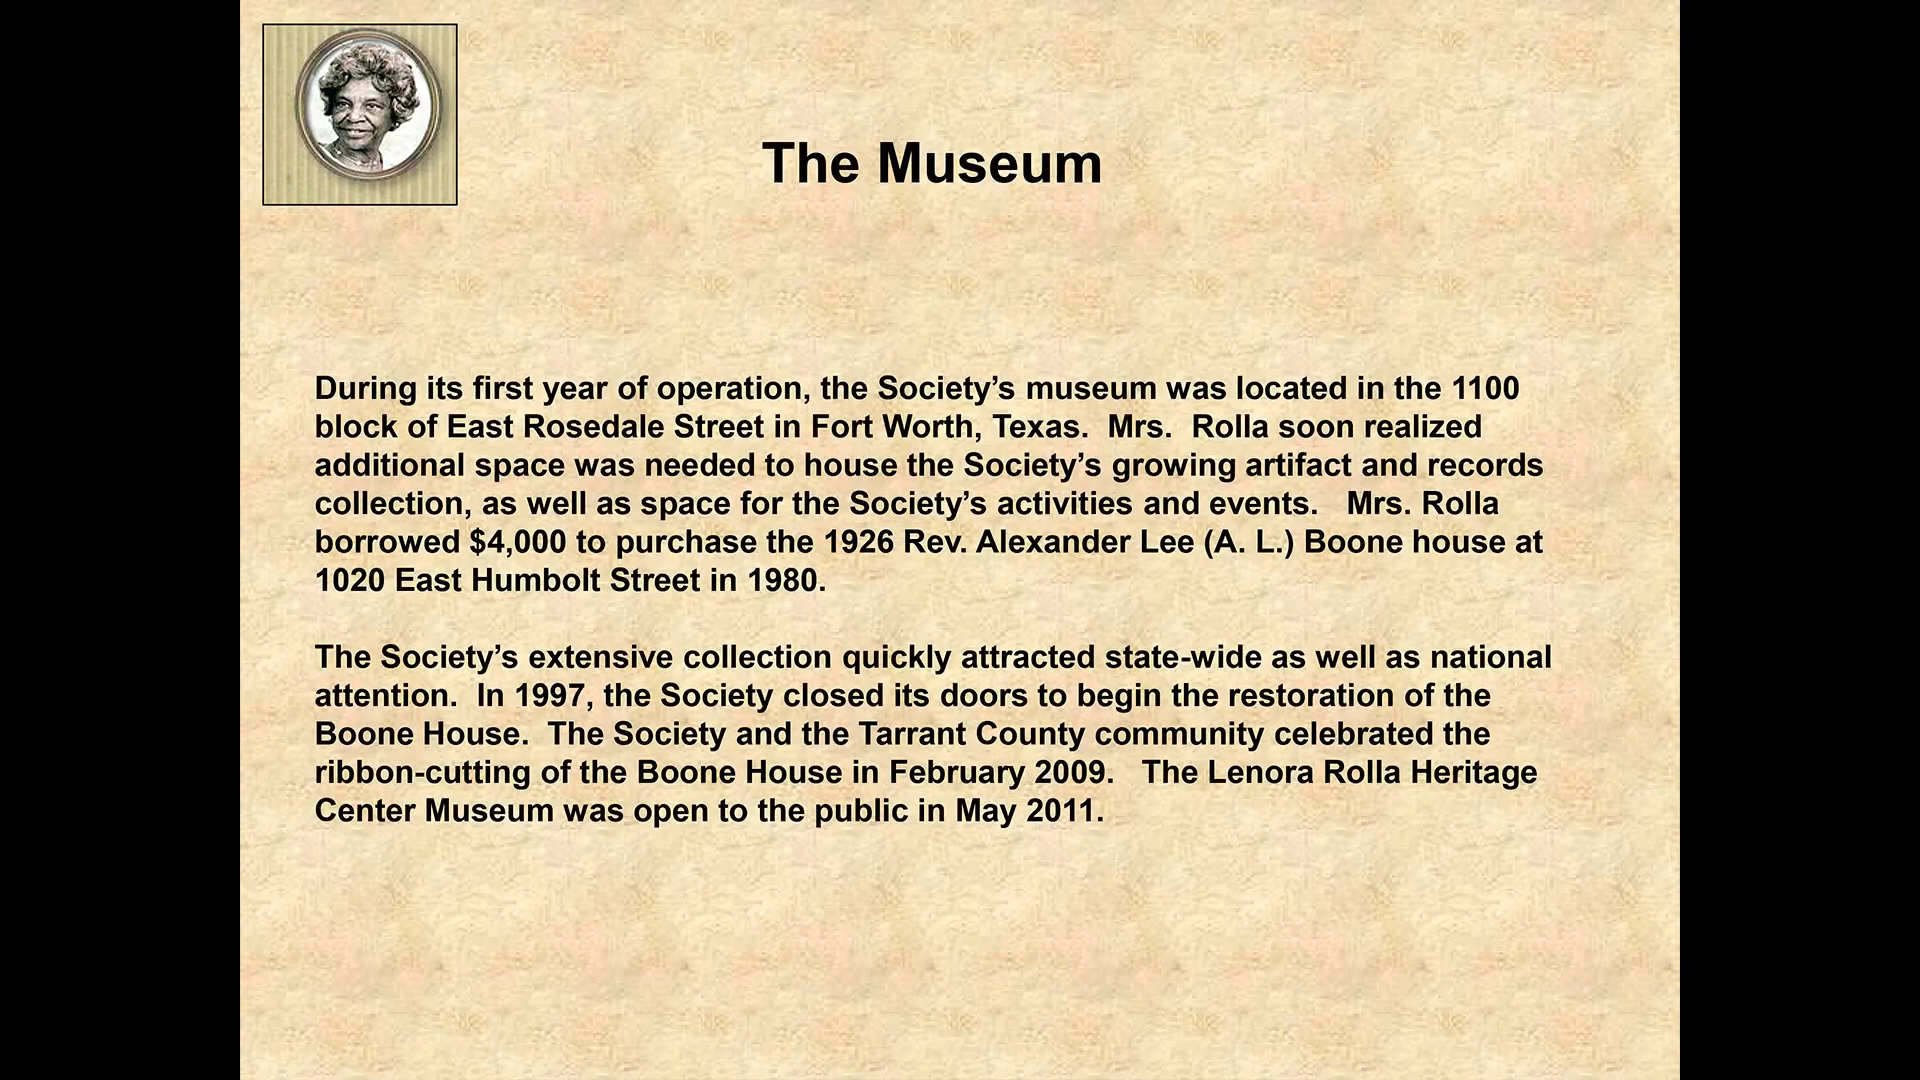 The Museum
During its first year of operation, the Society’s museum was located in the 1100
block of East Rosedale Street in Fort Worth, Texas.  Mrs.  Rolla soon realized
additional space was needed to house the Society’s growing artifact and records
collection, as well as space for the Society’s activities and events.   Mrs. Rolla
borrowed $4,000 to purchase the 1926 Rev. Alexander Lee (A. L.) Boone house at
1020 East Humbolt Street in 1980.
The Society’s extensive collection quickly attracted state-wide as well as national
attention.  In 1997, the Society closed its doors to begin the restoration of the
Boone House.  The Society and the Tarrant County community celebrated the
ribbon-cutting of the Boone House in February 2009.   The Lenora Rolla Heritage
Center Museum was open to the public in May 2011.